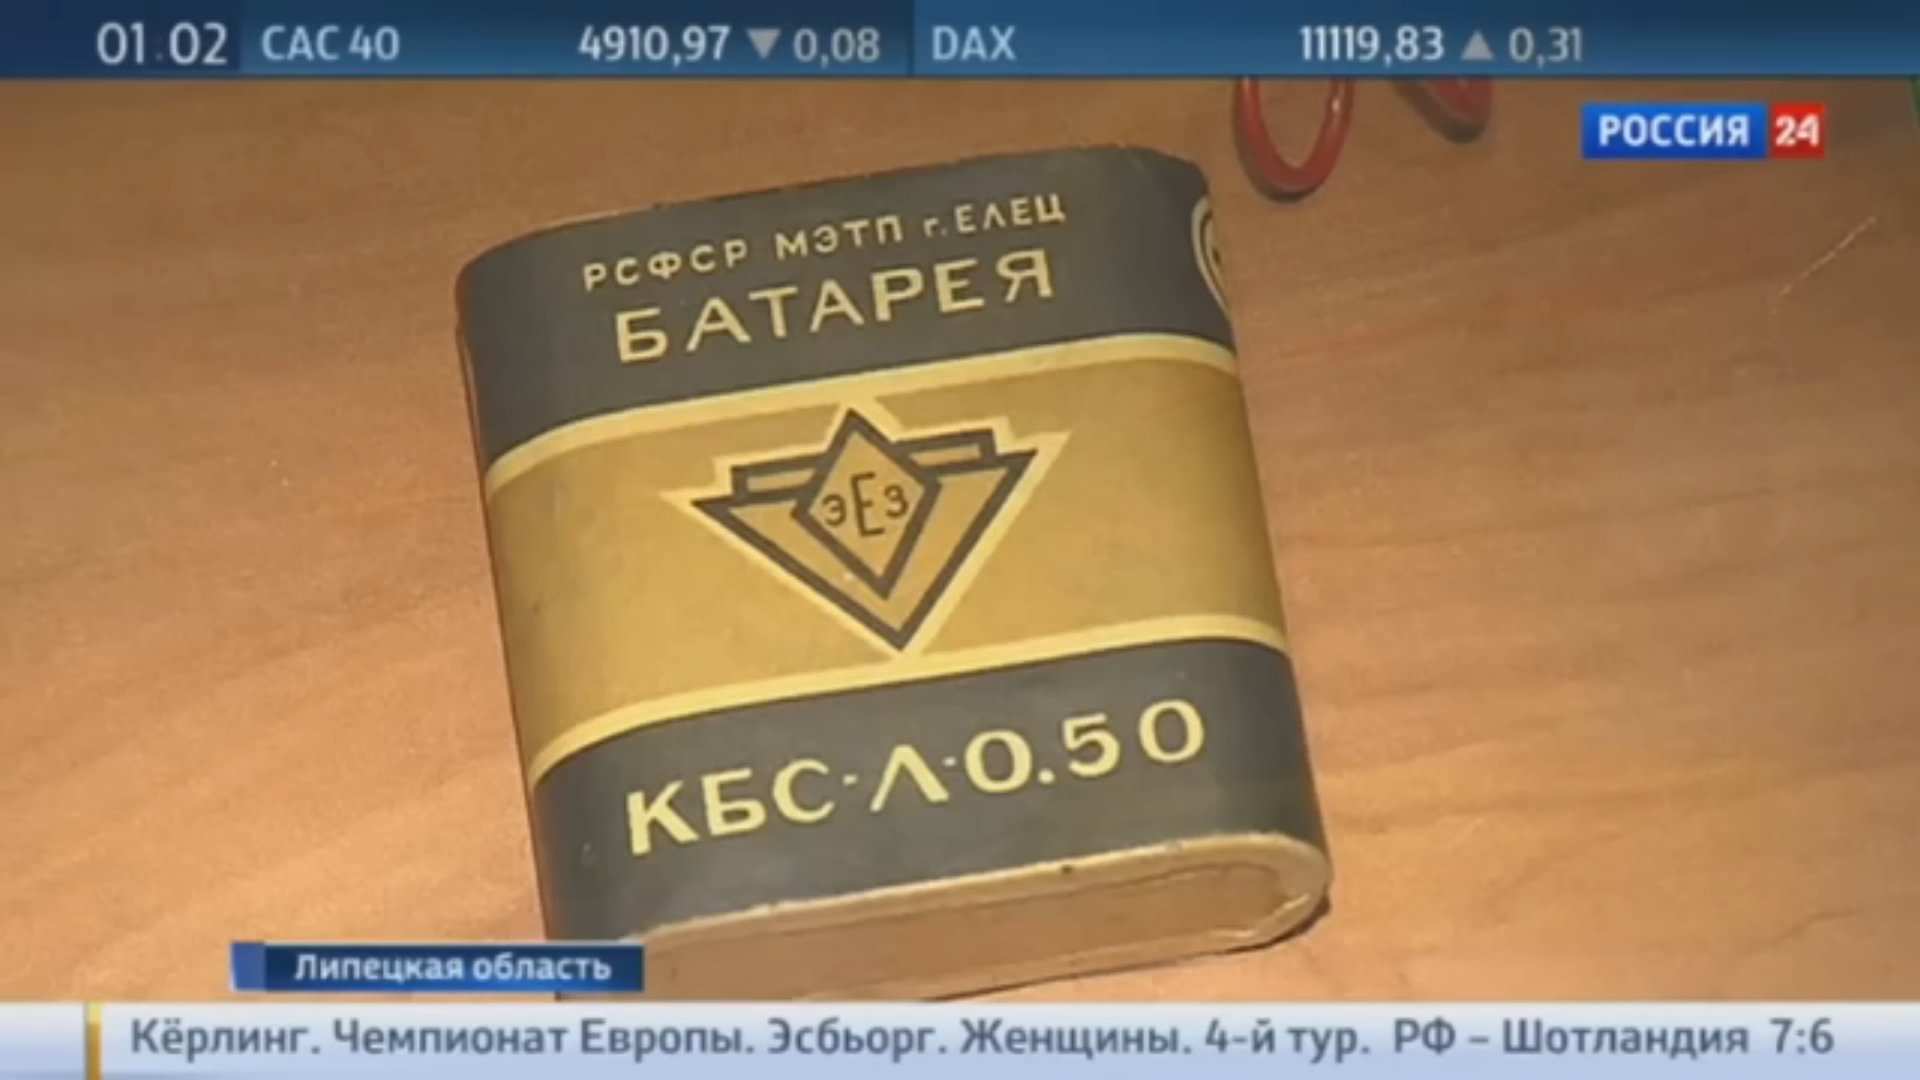 01.02 CAC 40 4910,97 ▼ 0,08 DAX 11119,83 ▲ 0,31
РОССИЯ 24
РСФСР МЭТП г. ЕЛЕЦ
БАТАРЕЯ
ЭЕЗ
КБС-Л-0.50
Липецкая область
Кёрлинг. Чемпионат Европы. Эсбьорг. Женщины. 4-й тур. РФ – Шотландия 7:6